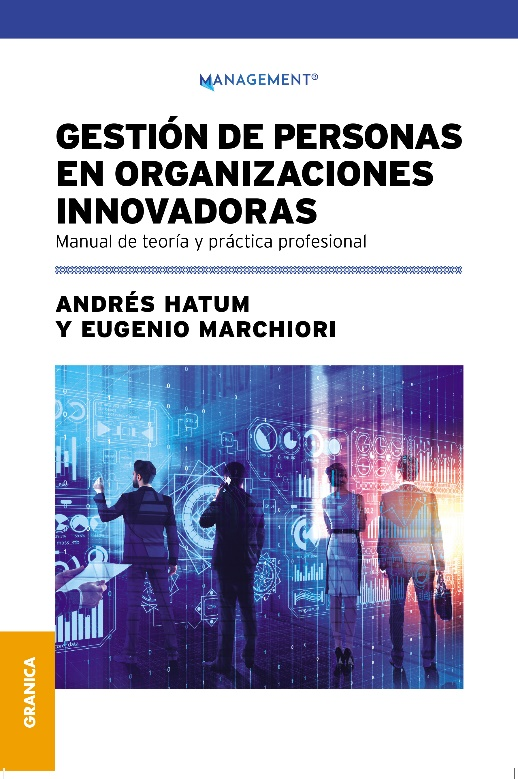 MANAGEMENT
GESTIÓN DE PERSONAS
EN ORGANIZACIONES
INNOVADORAS
Manual de teoría y práctica profesional
ANDRÉS HATUM
Y EUGENIO MARCHIORI
GRANICA